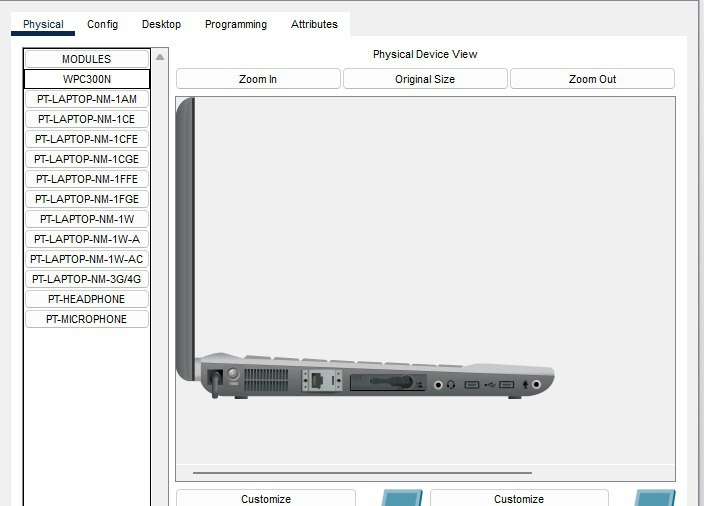 Physical Config Desktop Programming Attributes
MODULES
WPC300N
PT-LAPTOP-NM-1AM
PT-LAPTOP-NM-1CE
PT-LAPTOP-NM-1CFE
PT-LAPTOP-NM-1CGE
PT-LAPTOP-NM-1FFE
PT-LAPTOP-NM-1FGE
PT-LAPTOP-NM-1W
PT-LAPTOP-NM-1W-A
PT-LAPTOP-NM-1W-AC
PT-LAPTOP-NM-3G/4G
PT-HEADPHONE
PT-MICROPHONE
Physical Device View
Zoom In Original Size Zoom Out
Customize Customize